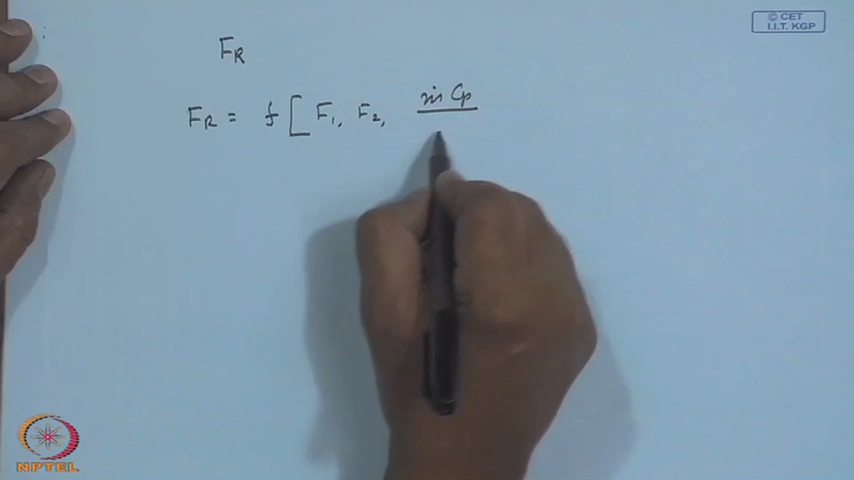 © CET
I.I.T. KGP
F_R
F_R = f [ F_1, F_2, ṁ C_p
NPTEL